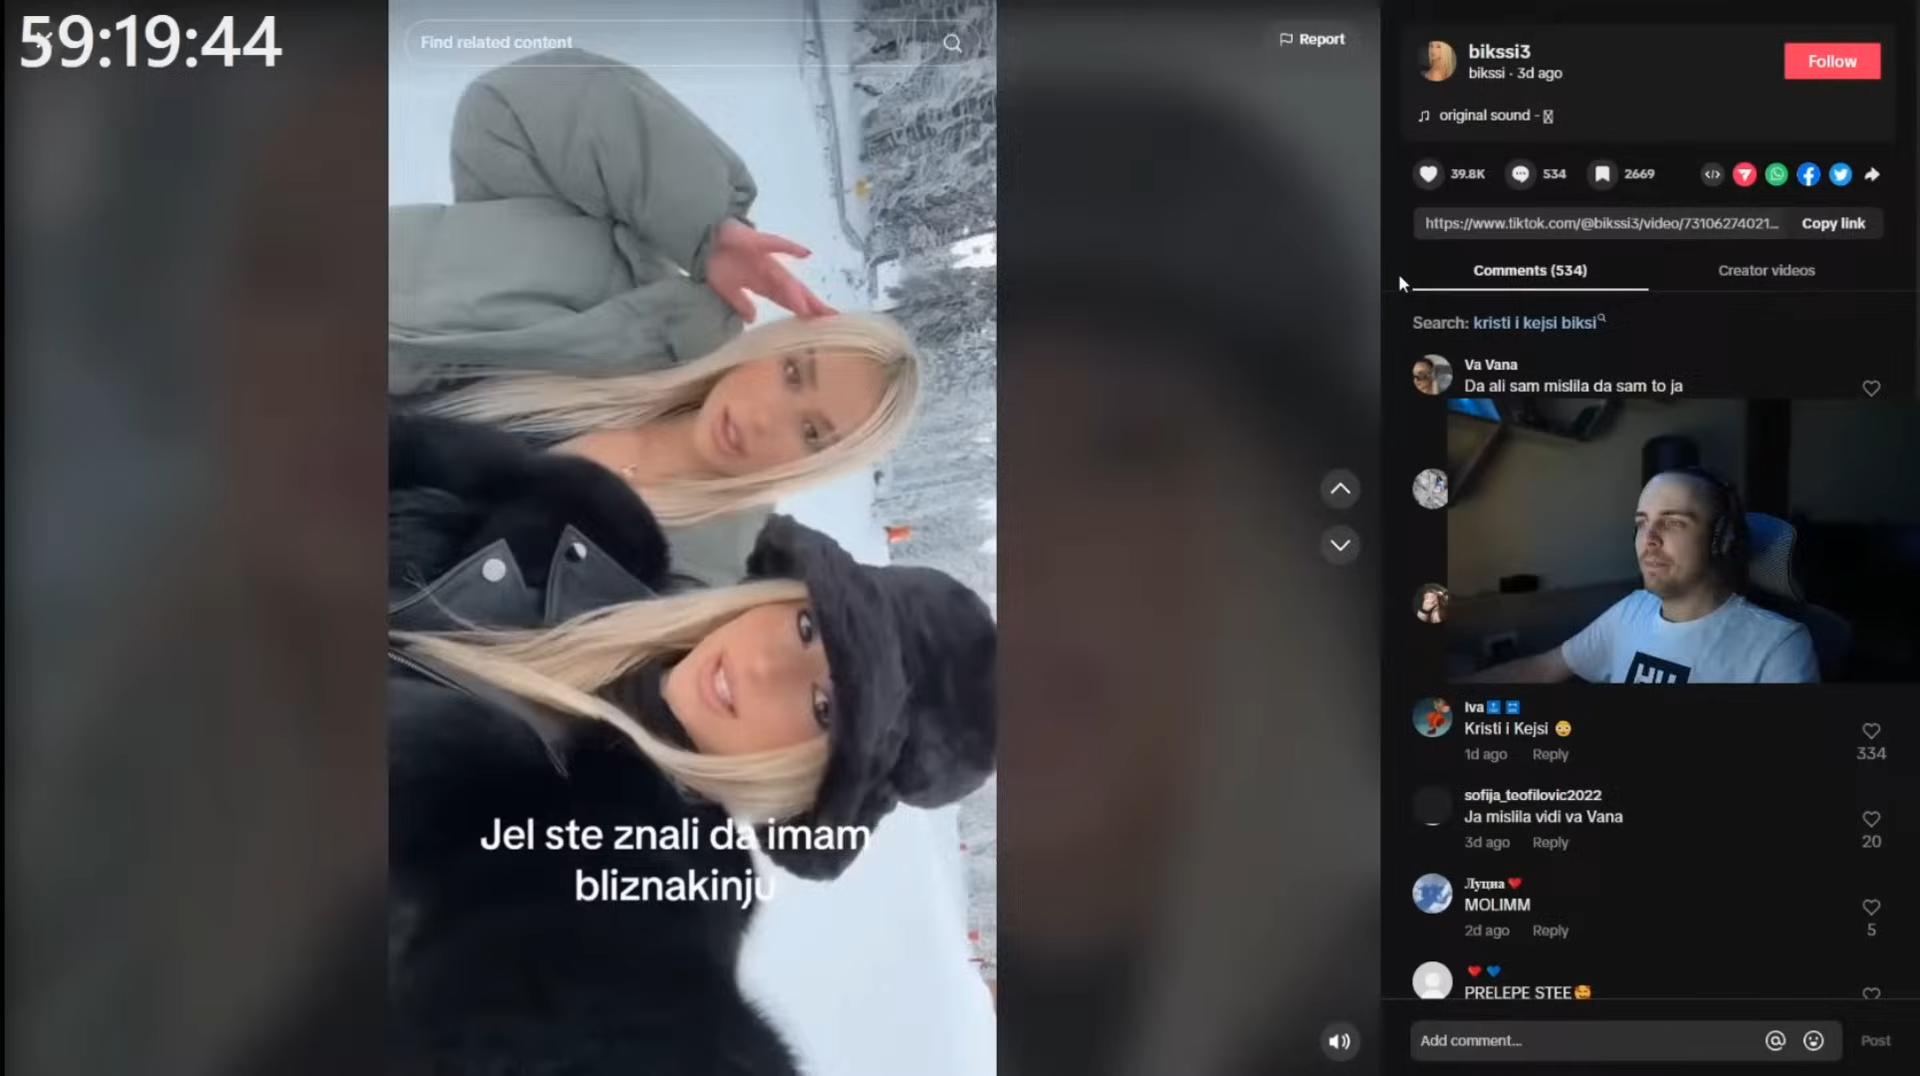 59:19:44
Find related content
Report
bikssi3
bikssi · 3d ago
Follow
original sound -
39.8K
534
2669
https://www.tiktok.com/@bikssi3/video/73106274021...
Copy link
Comments (534)
Creator videos
Search: kristi i kejsi biksi
Va Vana
Da ali sam mislila da sam to ja
HU
Iva
Kristi i Kejsi 😳
1d ago Reply
334
sofija_teofilovic2022
Ja mislila vidi va Vana
3d ago Reply
20
Луциа ❤️
MOLIMM
2d ago Reply
5
❤️ 💙
PRELEPE STEE🥰
Jel ste znali da imam
bliznakinju
Add comment...
Post